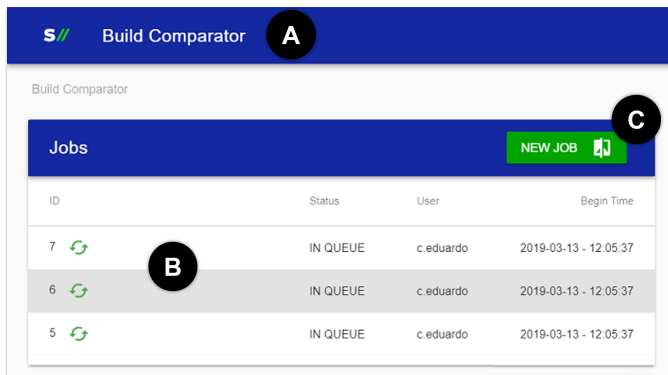 S// Build Comparator A
Build Comparator
C
Jobs NEW JOB
ID Status User Begin Time
7 IN QUEUE c.eduardo 2019-03-13 - 12:05:37
B
6 IN QUEUE c.eduardo 2019-03-13 - 12:05:37
5 IN QUEUE c.eduardo 2019-03-13 - 12:05:37